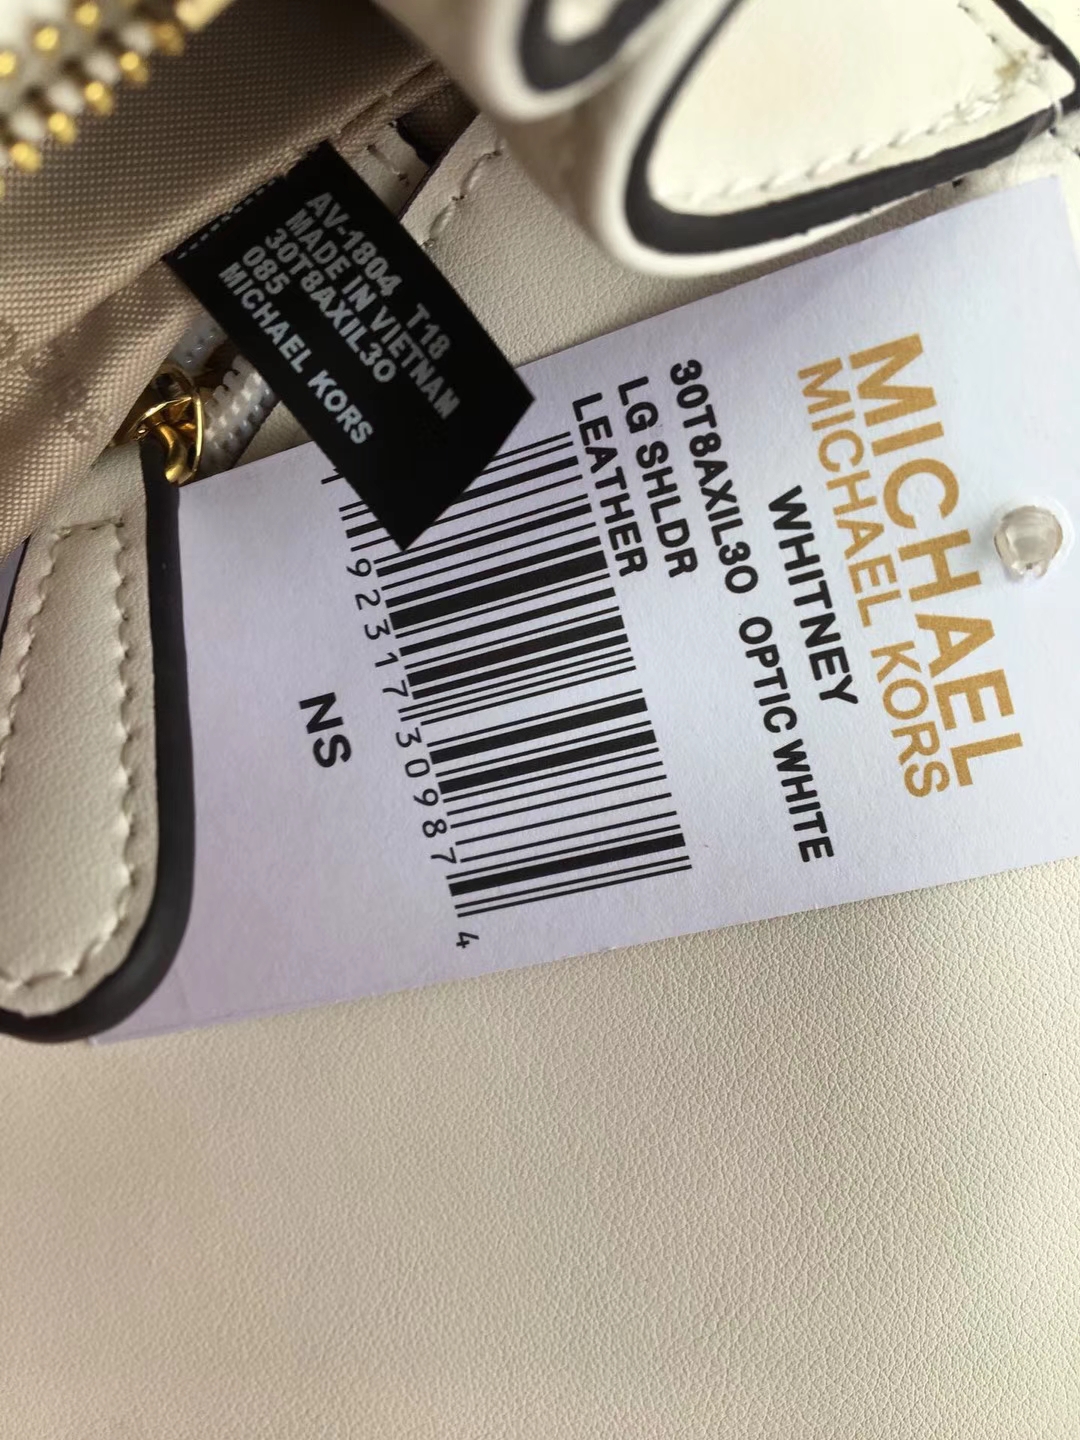 MICHAEL
MICHAEL KORS
WHITNEY
30T8AXIL3O OPTIC WHITE
LG SHLDR
LEATHER
92317 30987 4
NS
AV-1804 T18
MADE IN VIETNAM
30T8AXIL3O
085
MICHAEL KORS